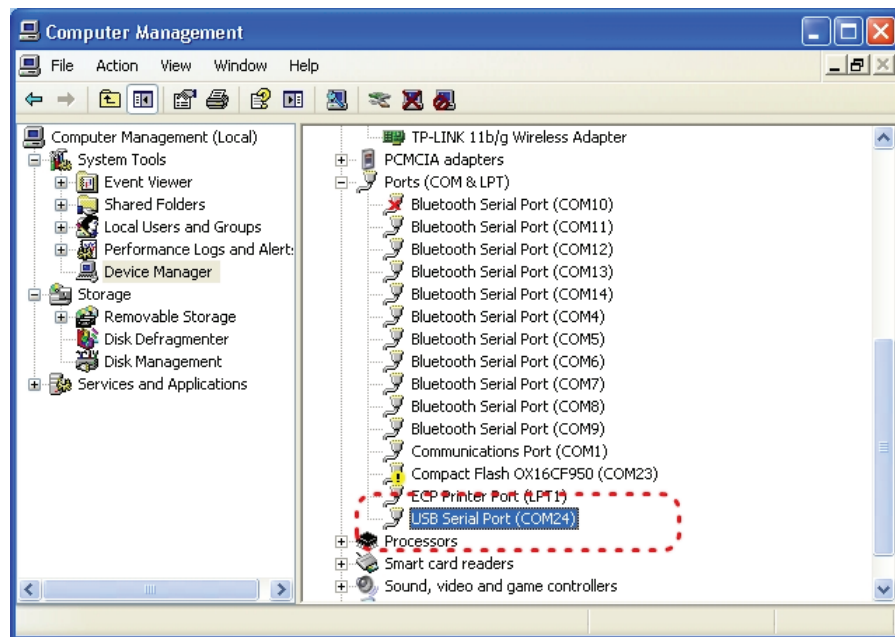 Computer Management
File Action View Window Help
Computer Management (Local)
System Tools
Event Viewer
Shared Folders
Local Users and Groups
Performance Logs and Alert:
Device Manager
Storage
Removable Storage
Disk Defragmenter
Disk Management
Services and Applications
TP-LINK 11b/g Wireless Adapter
PCMCIA adapters
Ports (COM & LPT)
Bluetooth Serial Port (COM10)
Bluetooth Serial Port (COM11)
Bluetooth Serial Port (COM12)
Bluetooth Serial Port (COM13)
Bluetooth Serial Port (COM14)
Bluetooth Serial Port (COM4)
Bluetooth Serial Port (COM5)
Bluetooth Serial Port (COM6)
Bluetooth Serial Port (COM7)
Bluetooth Serial Port (COM8)
Bluetooth Serial Port (COM9)
Communications Port (COM1)
Compact Flash OX16CF950 (COM23)
ECP Printer Port (LPT1)
USB Serial Port (COM24)
Processors
Smart card readers
Sound, video and game controllers